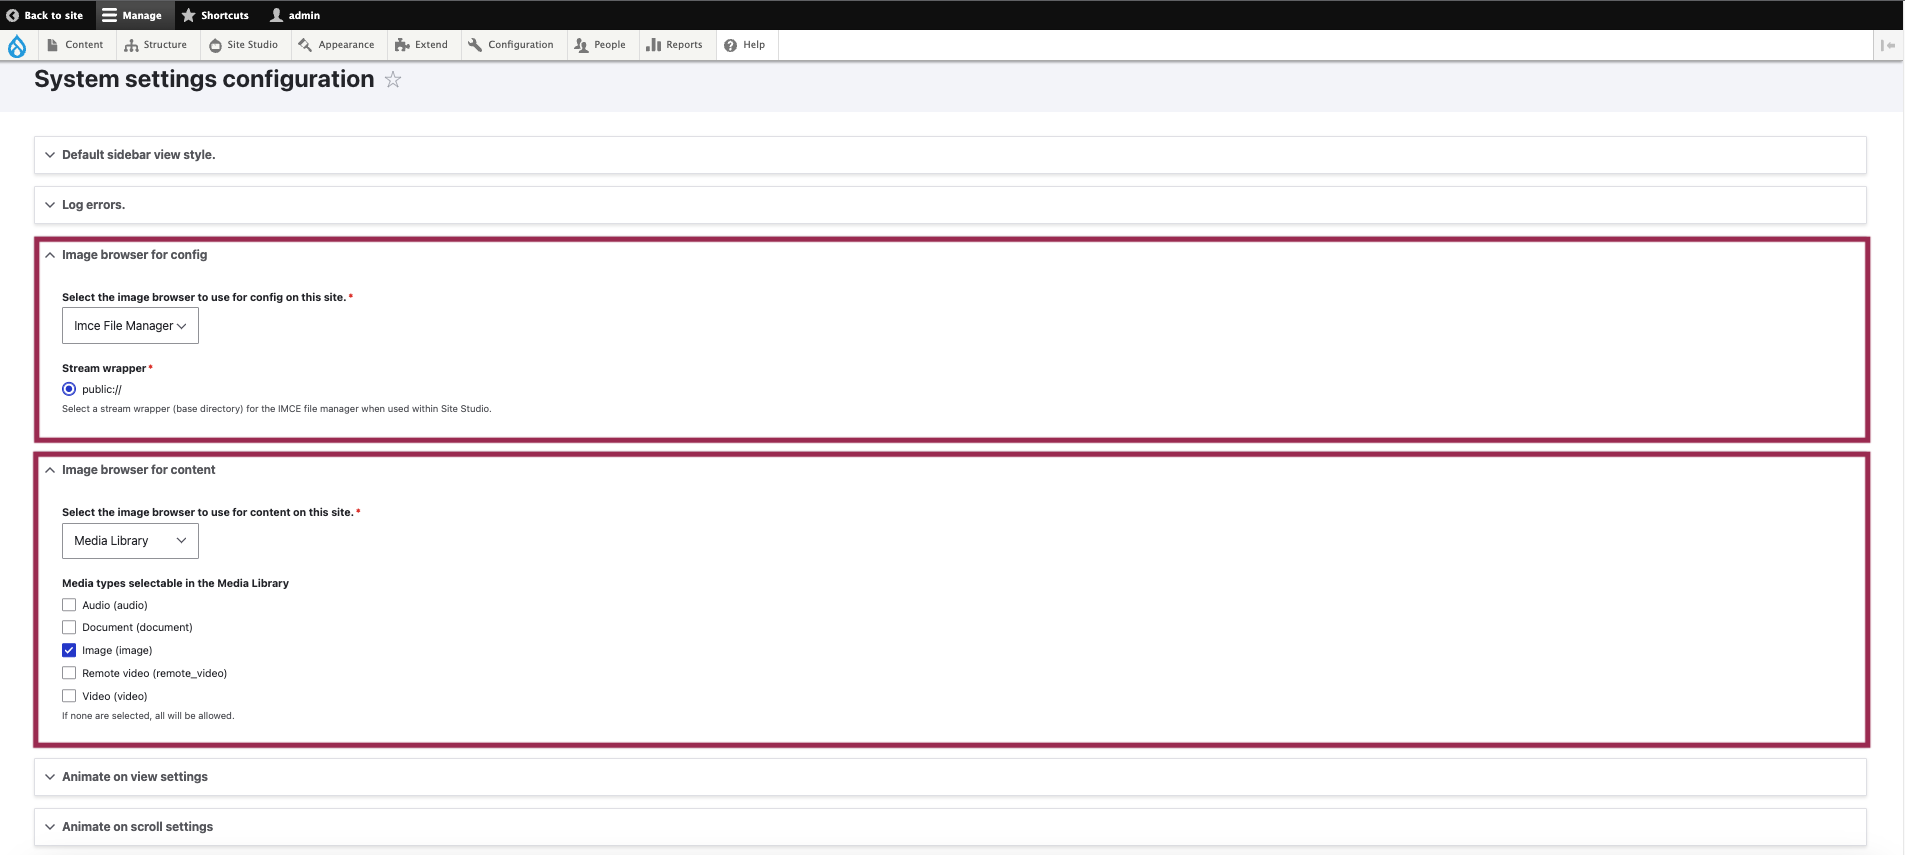 Back to site Manage Shortcuts admin
Content Structure Site Studio Appearance Extend Configuration People Reports Help
System settings configuration
Default sidebar view style.
Log errors.
Image browser for config
Select the image browser to use for config on this site.*
Imce File Manager
Stream wrapper*
public://
Select a stream wrapper (base directory) for the IMCE file manager when used within Site Studio.
Image browser for content
Select the image browser to use for content on this site.*
Media Library
Media types selectable in the Media Library
Audio (audio)
Document (document)
Image (image)
Remote video (remote_video)
Video (video)
If none are selected, all will be allowed.
Animate on view settings
Animate on scroll settings